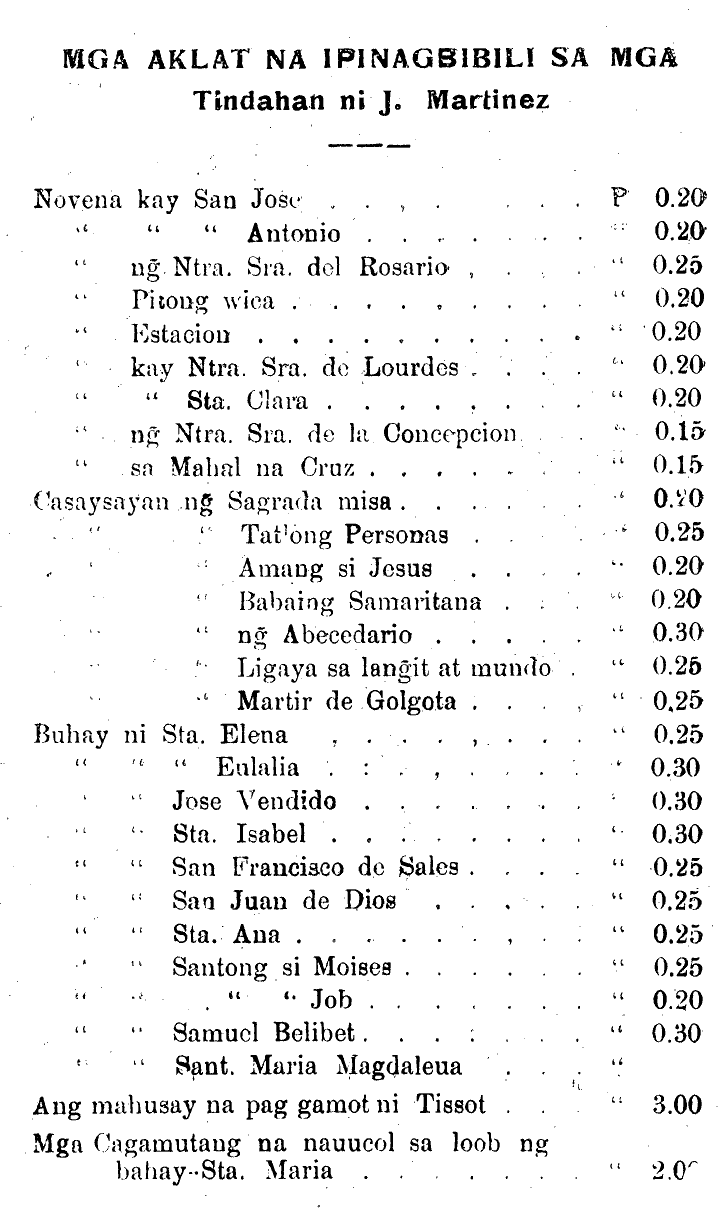 MGA AKLAT NA IPINAGBIBILI SA MGA
Tindahan ni J. Martinez
Novena kay San Jose . . , . . . . ₱ 0.20
“ “ “ Antonio . . . . . . . “ 0.20
“ ng̃ Ntra. Sra. del Rosario , . . . “ 0.25
“ Pitong wica . . . . . . . . . “ 0.20
“ Estacion . . . . . . . . . . “ 0.20
“ kay Ntra. Sra. de Lourdes . . . . “ 0.20
“ “ Sta. Clara . . . . . . . . “ 0.20
“ ng̃ Ntra. Sra. de la Concepcion . . “ 0.15
“ sa Mahal na Cruz . . . . . . . “ 0.15
Casaysayan ng̃ Sagrada misa . . . . . . “ 0.20
“ “ Tatlong Personas . . . . “ 0.25
“ “ Amang si Jesus . . . . “ 0.20
“ “ Babaing Samaritana . . . “ 0.20
“ “ ng̃ Abecedario . . . . . “ 0.30
“ “ Ligaya sa lang̃it at mundo . “ 0.25
“ “ Martir de Golgota . . . . “ 0.25
Buhay ni Sta. Elena , . . . . , . . . “ 0.25
“ “ “ Eulalia . : . , . . . . “ 0.30
“ “ Jose Vendido . . . . . . . “ 0.30
“ “ Sta. Isabel . . . . . . . . “ 0.30
“ “ San Francisco de Sales . . . . “ 0.25
“ “ San Juan de Dios . . . . . “ 0.25
“ “ Sta. Ana . . . . . . , . . “ 0.25
“ “ Santong si Moises . . . . . . “ 0.25
“ “ “ “ Job . . . . . . . “ 0.20
“ “ Samuel Belibet . . . . : . . “ 0.30
“ “ Sant. Maria Magdaleua . . . “
Ang mahusay na pag gamot ni Tissot . . . “ 3.00
Mga Cagamutang na nauucol sa loob ng
bahay--Sta. Maria . . . . . . . “